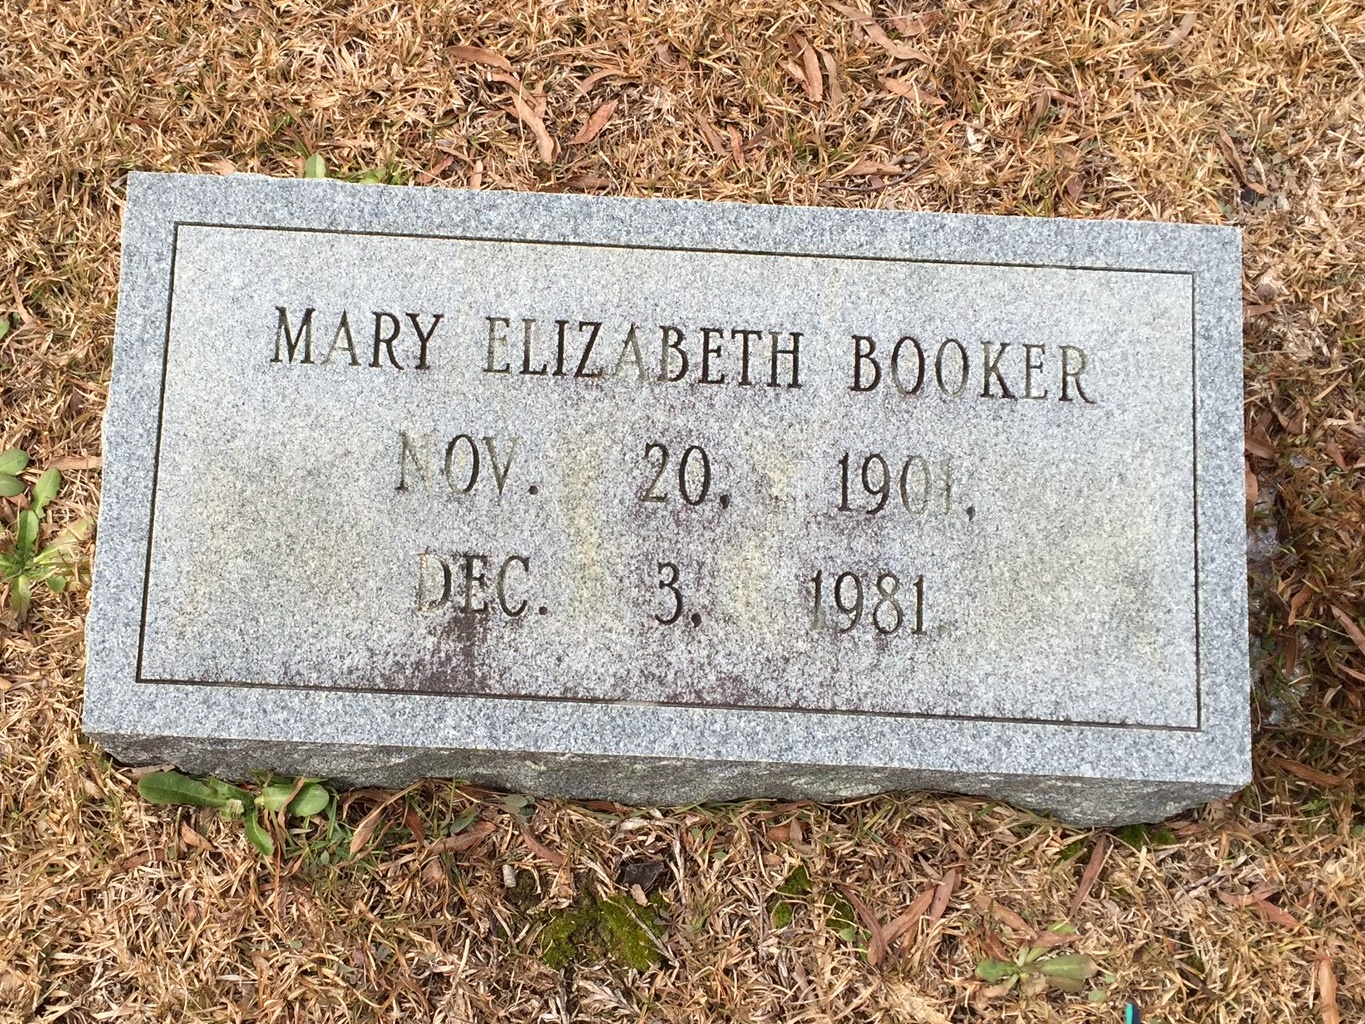 MARY ELIZABETH BOOKER
NOV. 20, 1901,
DEC. 3, 1981